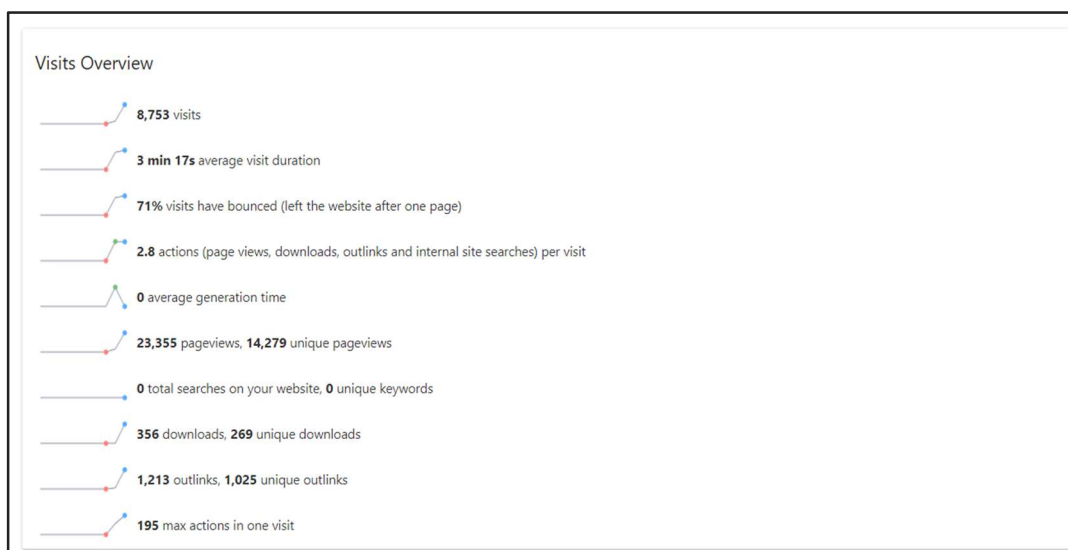 Visits Overview
8,753 visits
3 min 17s average visit duration
71% visits have bounced (left the website after one page)
2.8 actions (page views, downloads, outlinks and internal site searches) per visit
0 average generation time
23,355 pageviews, 14,279 unique pageviews
0 total searches on your website, 0 unique keywords
356 downloads, 269 unique downloads
1,213 outlinks, 1,025 unique outlinks
195 max actions in one visit